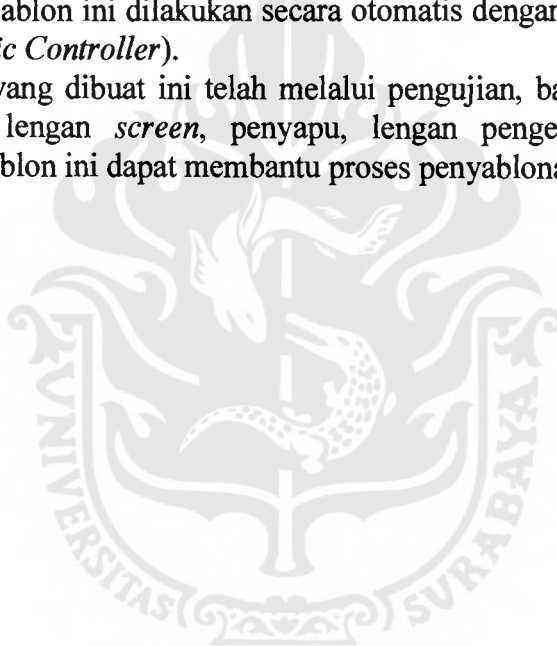 ablon ini dilakukan secara otomatis dengan
ic Controller).
yang dibuat ini telah melalui pengujian, ba
lengan screen, penyapu, lengan penge
blon ini dapat membantu proses penyablona
UNIVERSITAS SURABAYA